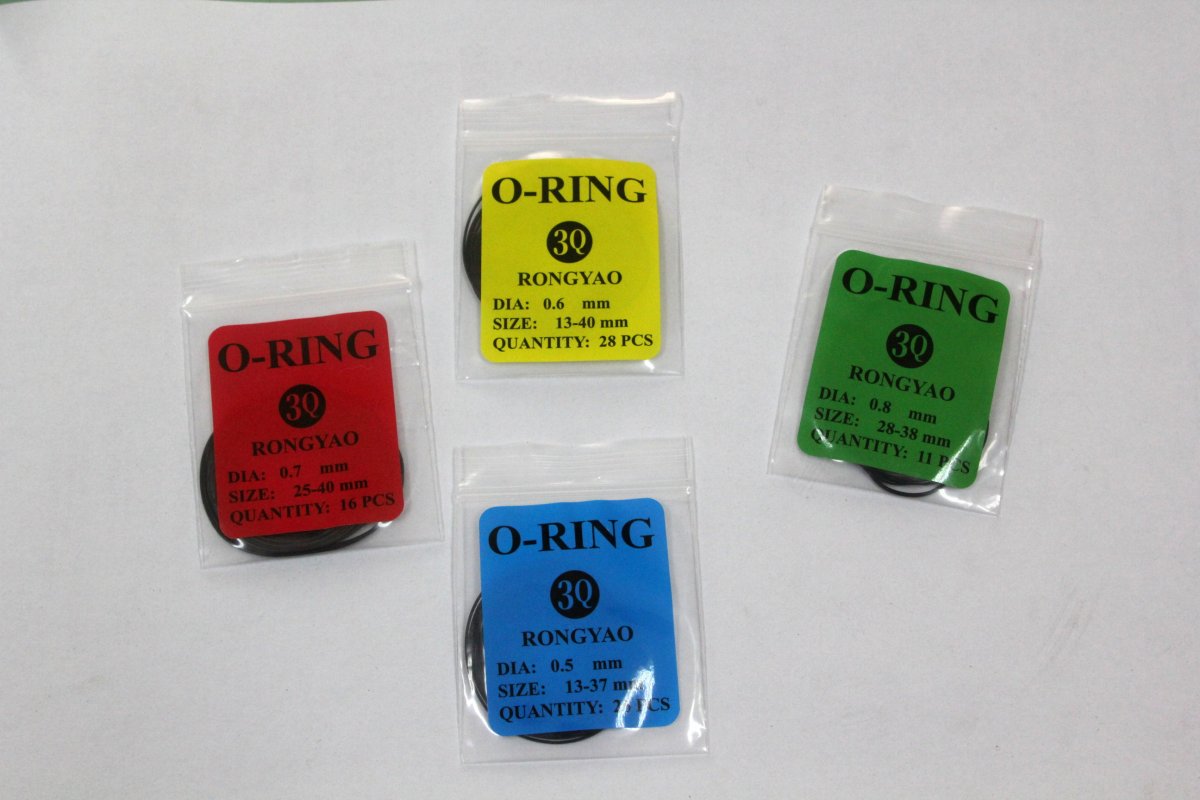 O-RING
3Q
RONGYAO
DIA: 0.6 mm
SIZE: 13-40 mm
QUANTITY: 28 PCS
O-RING
3Q
RONGYAO
DIA: 0.8 mm
SIZE: 28-38 mm
QUANTITY: 11 PCS
O-RING
3Q
RONGYAO
DIA: 0.7 mm
SIZE: 25-40 mm
QUANTITY: 16 PCS
O-RING
3Q
RONGYAO
DIA: 0.5 mm
SIZE: 13-37 mm
QUANTITY: PCS